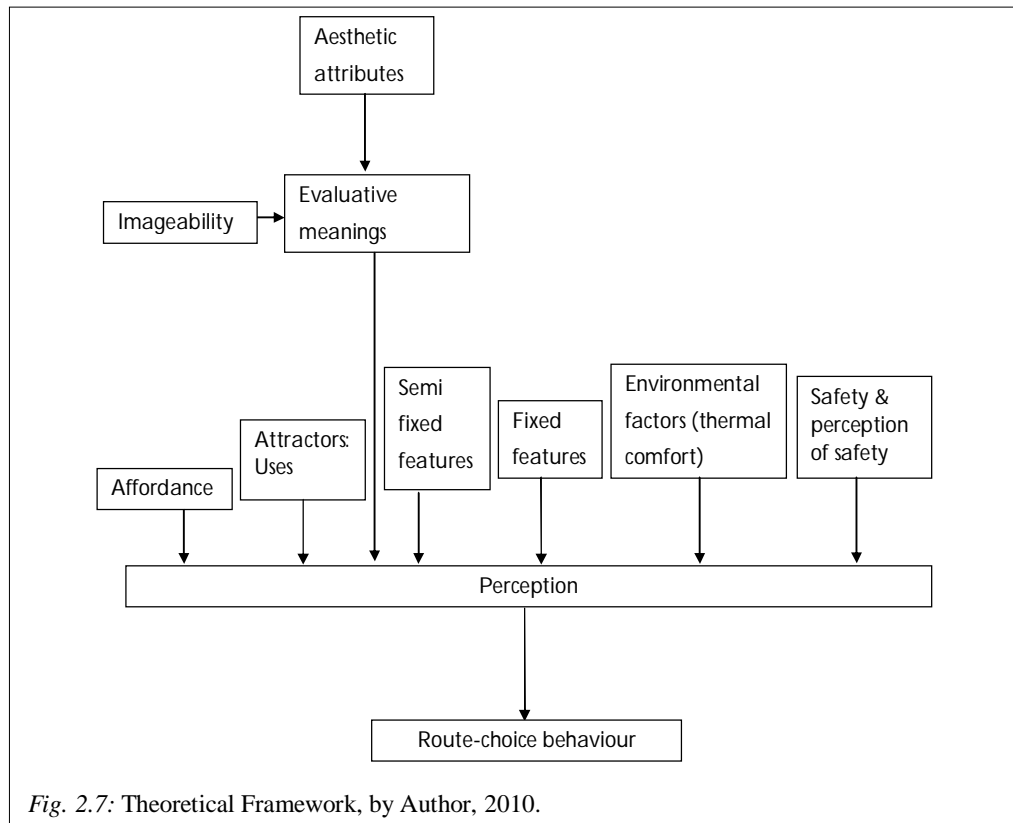 Aesthetic
attributes
Evaluative
meanings
Imageability
Semi
fixed
features
Environmental
factors (thermal
comfort)
Safety &
perception
of safety
Fixed
features
Attractors:
Uses
Affordance
Perception
Route-choice behaviour
Fig. 2.7: Theoretical Framework, by Author, 2010.